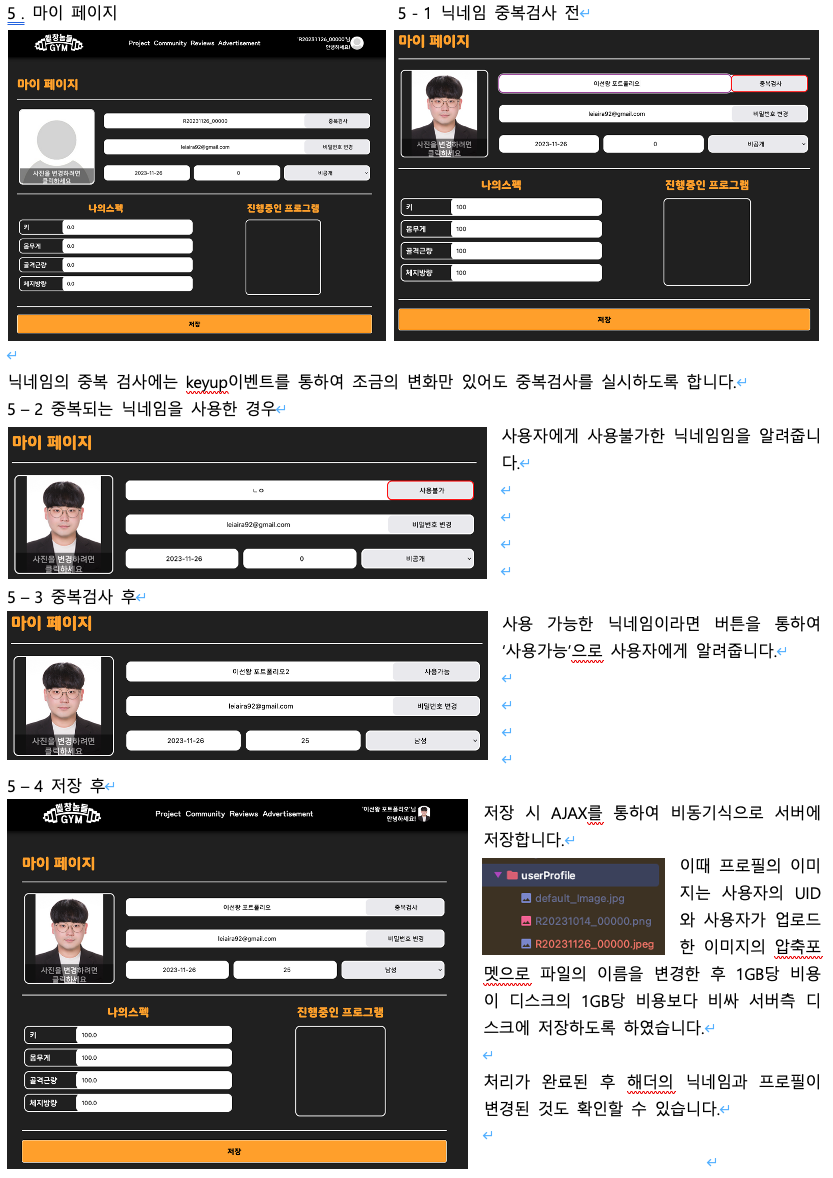 5. 마이 페이지
5-1 닉네임 중복검사 전
힘장놈들
GYM
Project Community Reviews Advertisement
'R20231126_00000'님
안녕하세요!
마이 페이지
사진을 변경하려면
클릭하세요
R20231126_00000
중복검사
leiaira92@gmail.com
비밀번호 변경
2023-11-26
0
비공개
나의스펙
진행중인 프로그램
키
0.0
몸무게
0.0
골격근량
0.0
체지방량
0.0
저장
마이 페이지
사진을 변경하려면
클릭하세요
이선왕 포트폴리오
중복검사
leiaira92@gmail.com
비밀번호 변경
2023-11-26
0
비공개
나의스펙
진행중인 프로그램
키
100
몸무게
100
골격근량
100
체지방량
100
저장
닉네임의 중복 검사에는 keyup이벤트를 통하여 조금의 변화만 있어도 중복검사를 실시하도록 합니다.
5–2 중복되는 닉네임을 사용한 경우
마이 페이지
사진을 변경하려면
클릭하세요
ㄴㅇ
사용불가
leiaira92@gmail.com
비밀번호 변경
2023-11-26
0
비공개
사용자에게 사용불가한 닉네임임을 알려줍니
다.
5–3 중복검사 후
마이 페이지
사진을 변경하려면
클릭하세요
이선왕 포트폴리오2
사용가능
leiaira92@gmail.com
비밀번호 변경
2023-11-26
25
남성
사용 가능한 닉네임이라면 버튼을 통하여
‘사용가능’으로 사용자에게 알려줍니다.
5–4 저장 후
힘장놈들
GYM
Project Community Reviews Advertisement
'이선왕 포트폴리오'님
안녕하세요!
마이 페이지
사진을 변경하려면
클릭하세요
이선왕 포트폴리오
중복검사
leiaira92@gmail.com
비밀번호 변경
2023-11-26
25
남성
나의스펙
진행중인 프로그램
키
100.0
몸무게
100.0
골격근량
100.0
체지방량
100.0
저장
저장 시 AJAX를 통하여 비동기식으로 서버에
저장합니다.
userProfile
default_Image.jpg
R20231014_00000.png
R20231126_00000.jpeg
이때 프로필의 이미
지는 사용자의 UID
와 사용자가 업로드
한 이미지의 압축포
멧으로 파일의 이름을 변경한 후 1GB당 비용
이 디스크의 1GB당 비용보다 비싸 서버측 디
스크에 저장하도록 하였습니다.
처리가 완료된 후 해더의 닉네임과 프로필이
변경된 것도 확인할 수 있습니다.